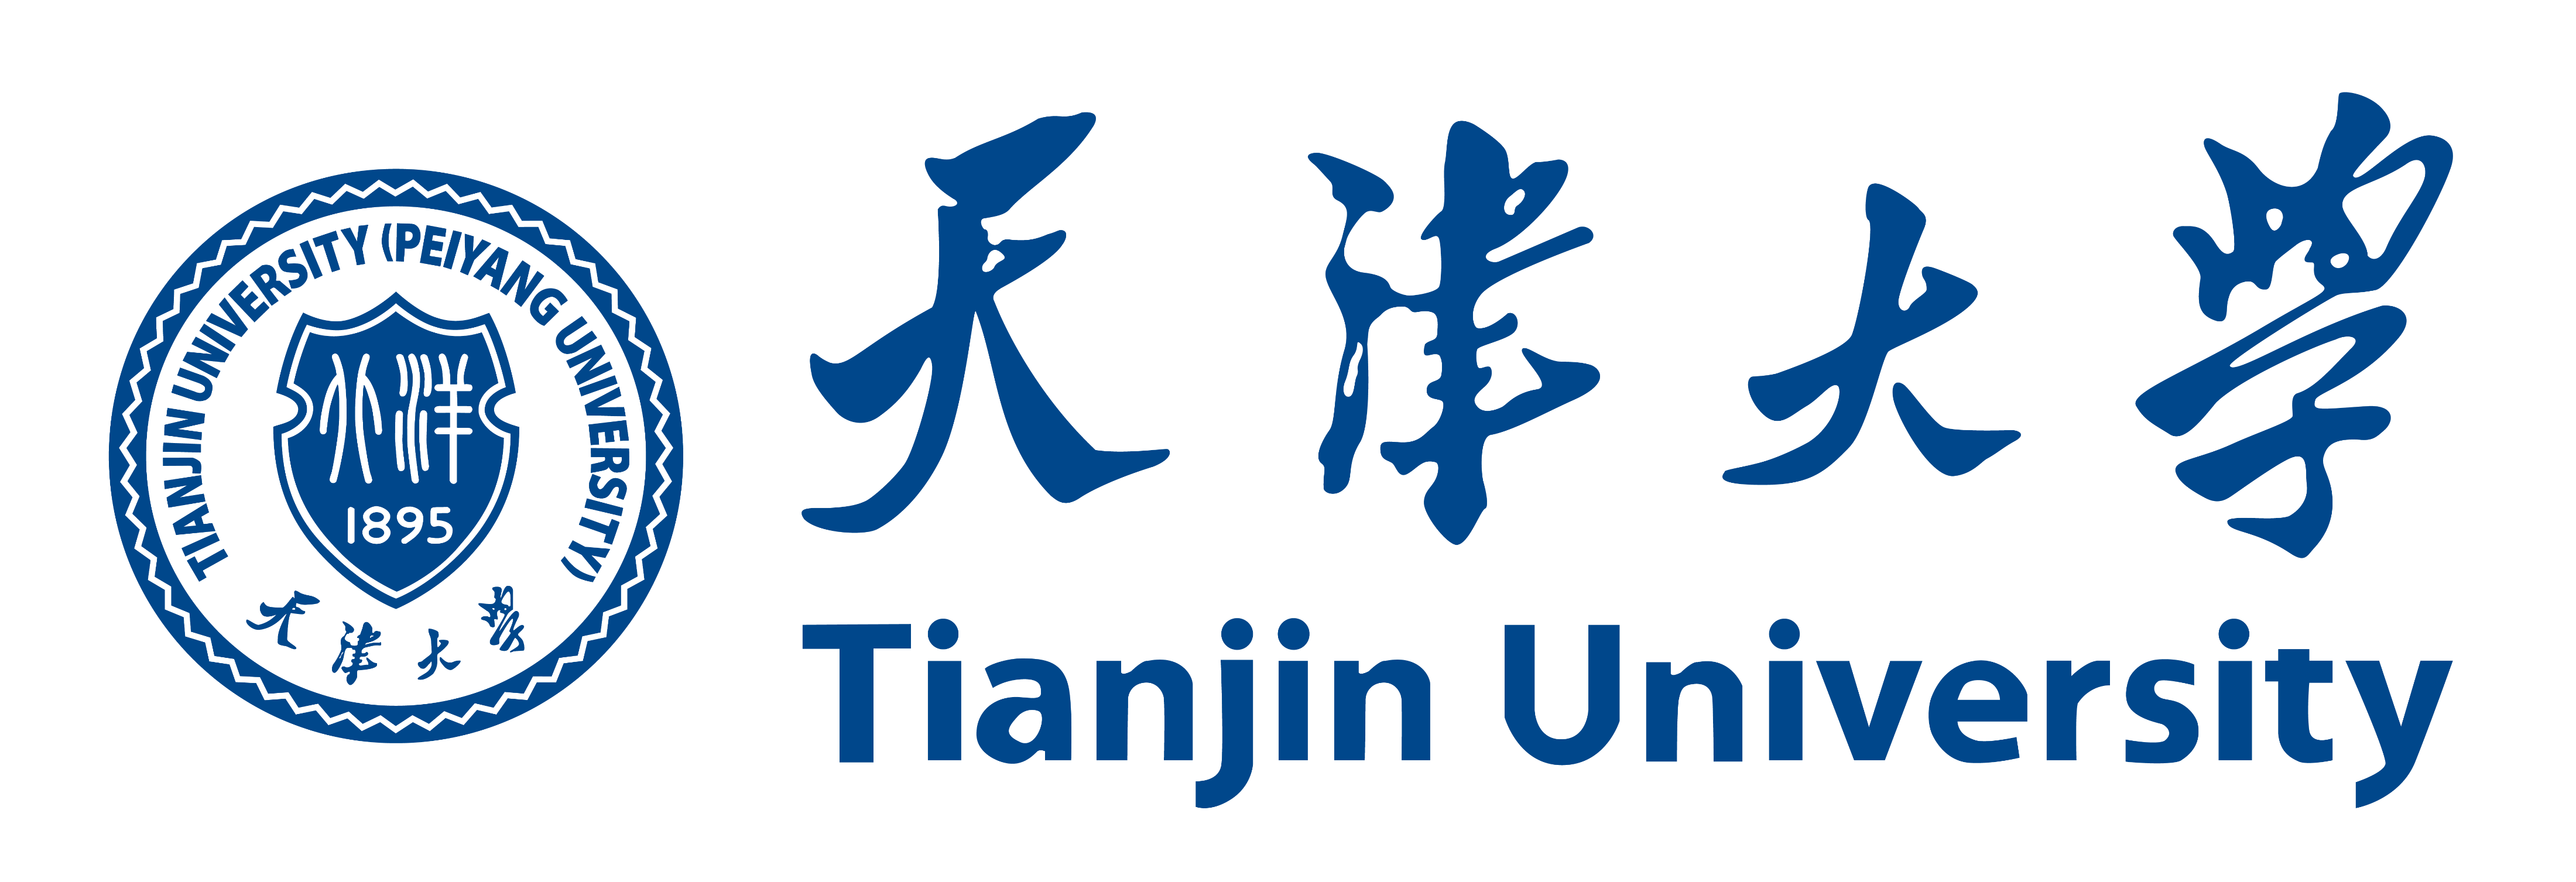 TIANJIN UNIVERSITY (PEIYANG UNIVERSITY)
北洋
1895
天津大学
天津大学
Tianjin University